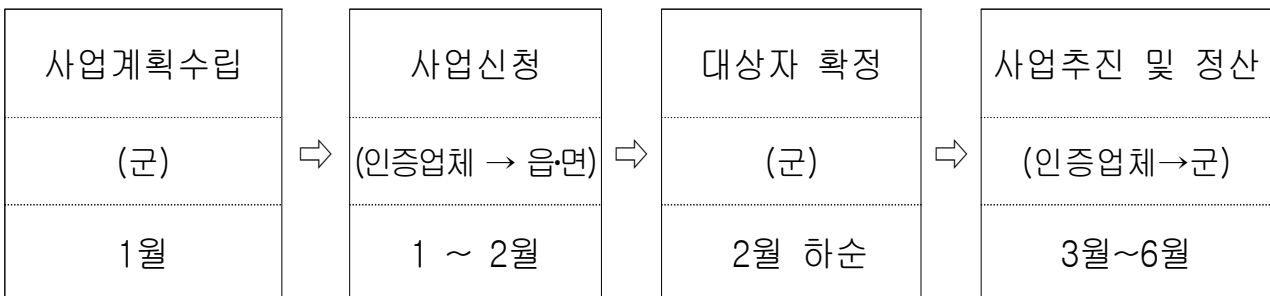 사업계획수립 ⇨ 사업신청 ⇨ 대상자 확정 ⇨ 사업추진 및 정산
(군) (인증업체 → 읍·면) (군) (인증업체→군)
1월 1 ~ 2월 2월 하순 3월~6월